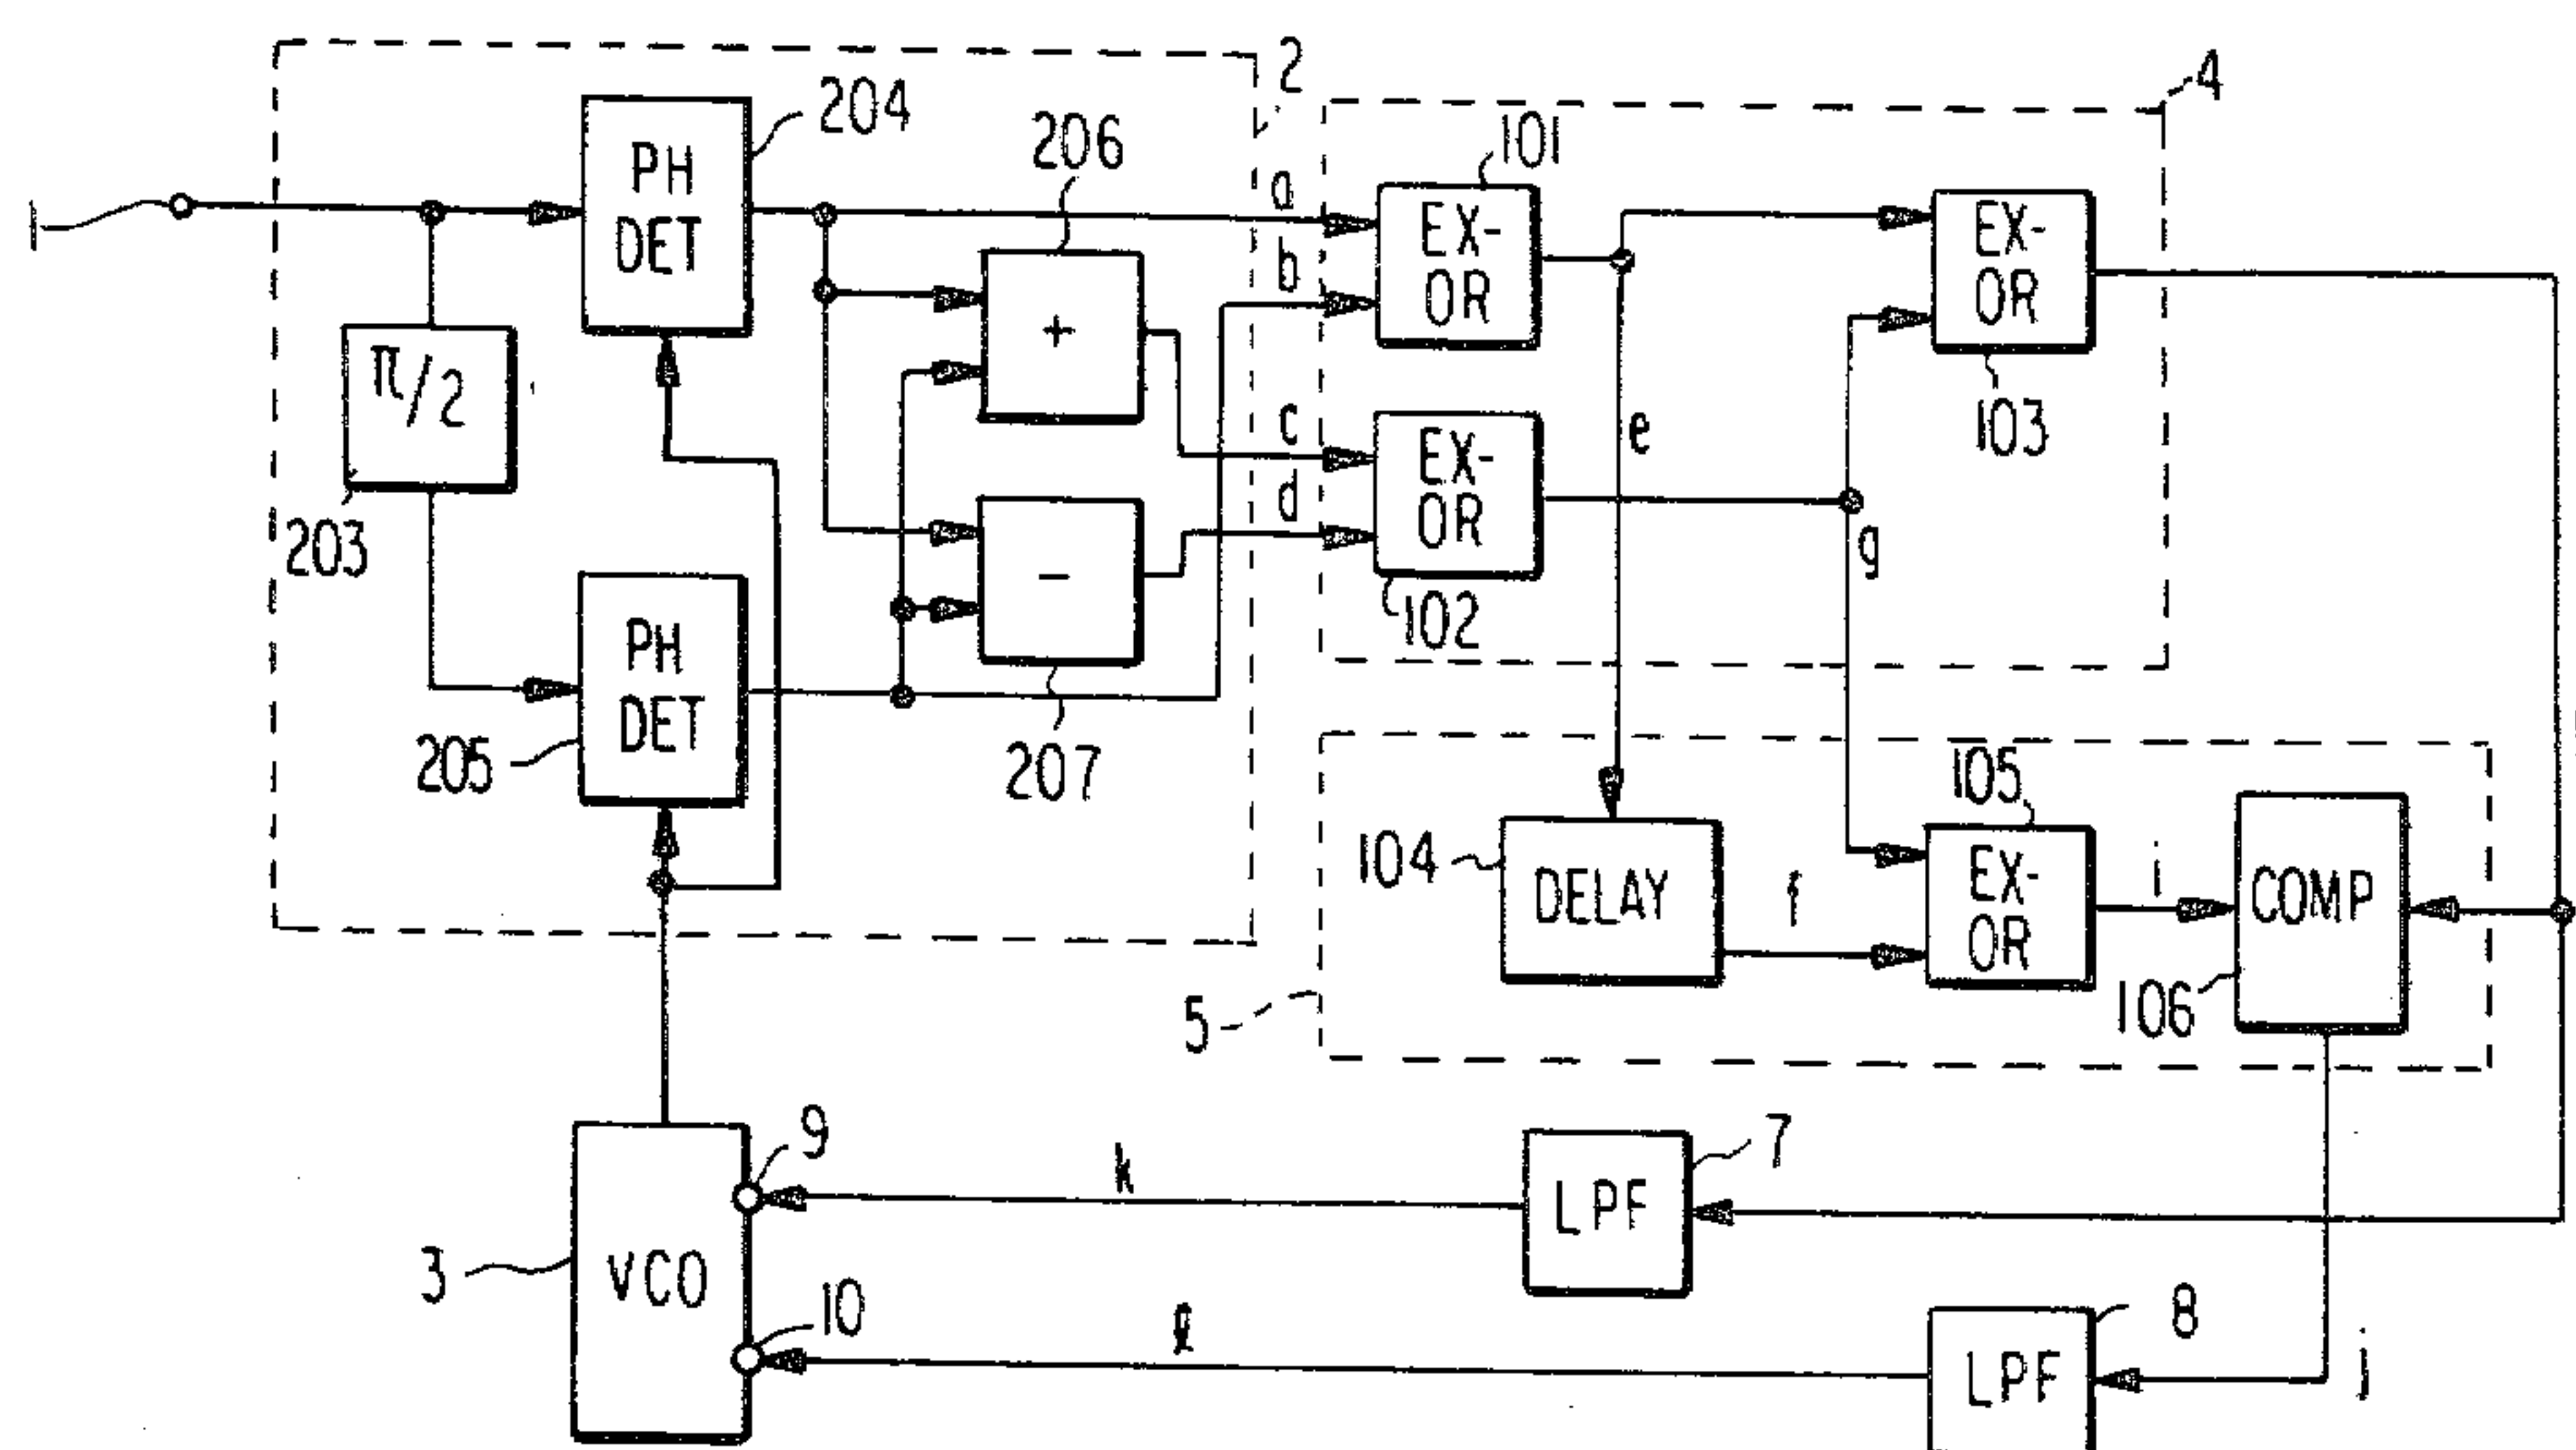 1
2
204
PH
DET
206
+
a
b
c
d
101
EX-
OR
4
EX-
OR
103
π/2
203
EX-
OR
102
e
g
-
207
PH
DET
205
104
DELAY
f
105
EX-
OR
i
COMP
106
5
3
VCO
9
10
k
LPF
7
l
LPF
8
j